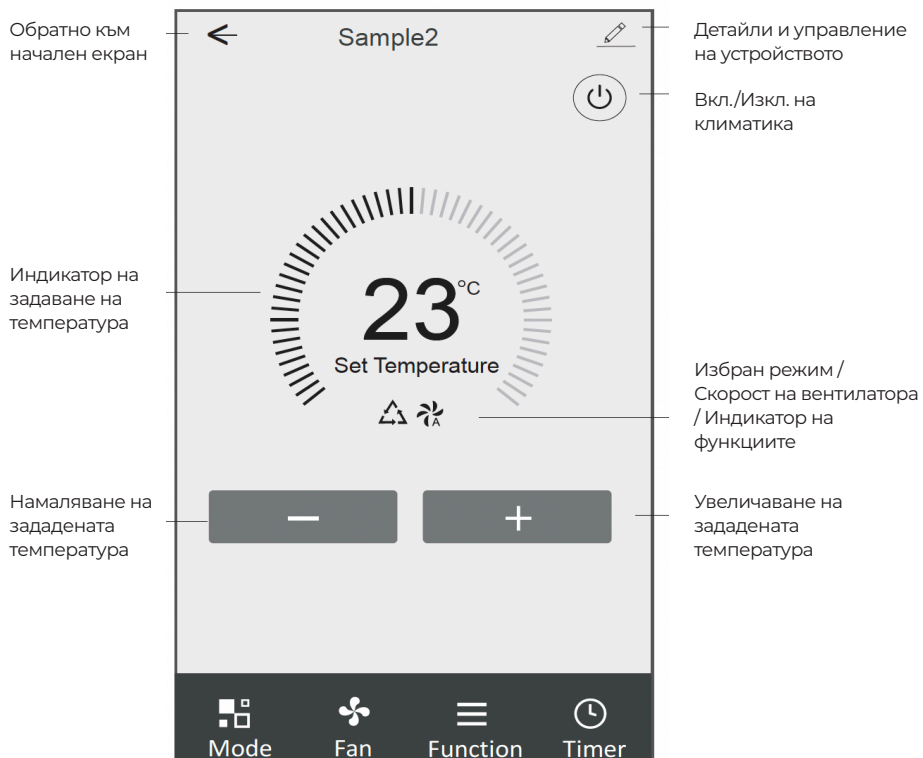 Обратно към
начален екран
Sample2
Детайли и управление
на устройството
Вкл./Изкл. на
климатика
Индикатор на
задаване на
температура
23°C
Set Temperature
A
Избран режим /
Скорост на вентилатора
/ Индикатор на
функциите
Намаляване на
зададената
температура
−
+
Увеличаване на
зададената
температура
Mode
Fan
Function
Timer